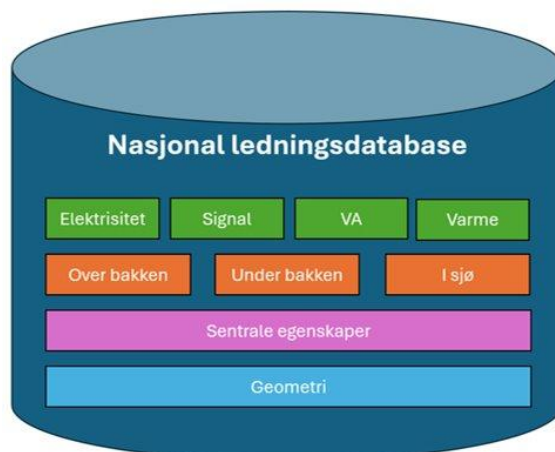 Nasjonal ledningsdatabase
Elektrisitet Signal VA Varme
Over bakken Under bakken I sjø
Sentrale egenskaper
Geometri